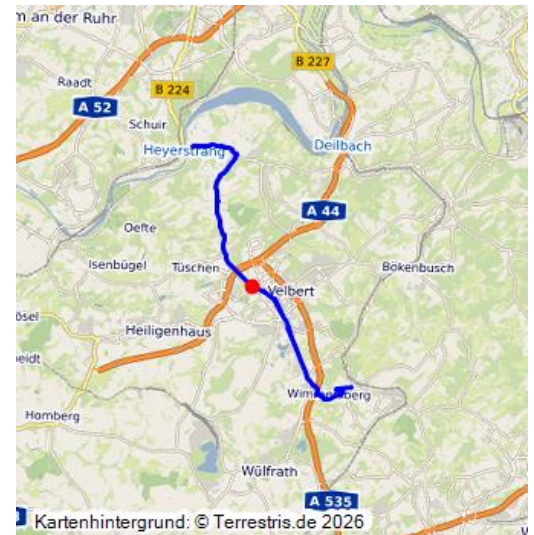 m an der Ruhr
B 227
Raadt
B 224
A 52
Schuir
Heyerstrang
Deilbach
A 44
Oefte
Isenbügel
Tüschen
Bökenbusch
Velbert
ösel
Heiligenhaus
eidt
Homberg
Wülfrath
A 535
Kartenhintergrund: © Terrestris.de 2026